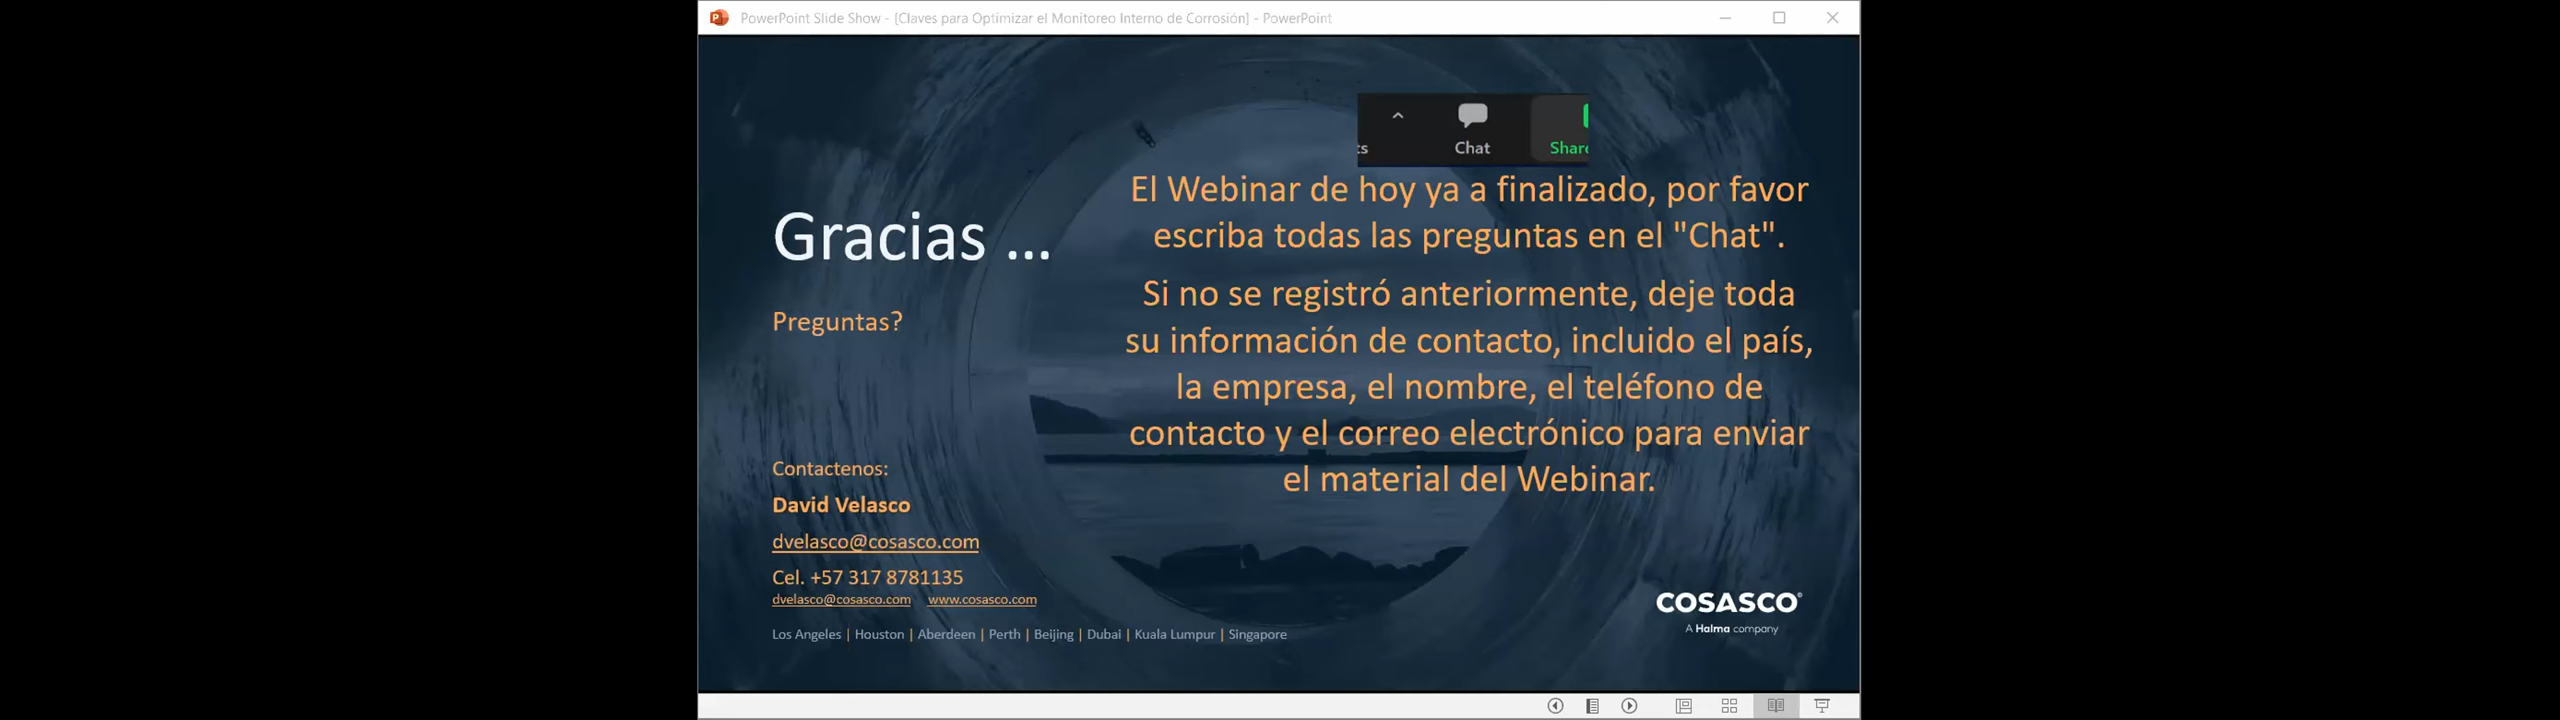 PowerPoint Slide Show - [Claves para Optimizar el Monitoreo Interno de Corrosión] - PowerPoint
Chat
Share
El Webinar de hoy ya a finalizado, por favor
escriba todas las preguntas en el "Chat".
Si no se registró anteriormente, deje toda
su información de contacto, incluido el país,
la empresa, el nombre, el teléfono de
contacto y el correo electrónico para enviar
el material del Webinar.
Gracias ...
Preguntas?
Contactenos:
David Velasco
dvelasco@cosasco.com
Cel. +57 317 8781135
dvelasco@cosasco.com www.cosasco.com
Los Angeles | Houston | Aberdeen | Perth | Beijing | Dubai | Kuala Lumpur | Singapore
COSASCO®
A Halma company